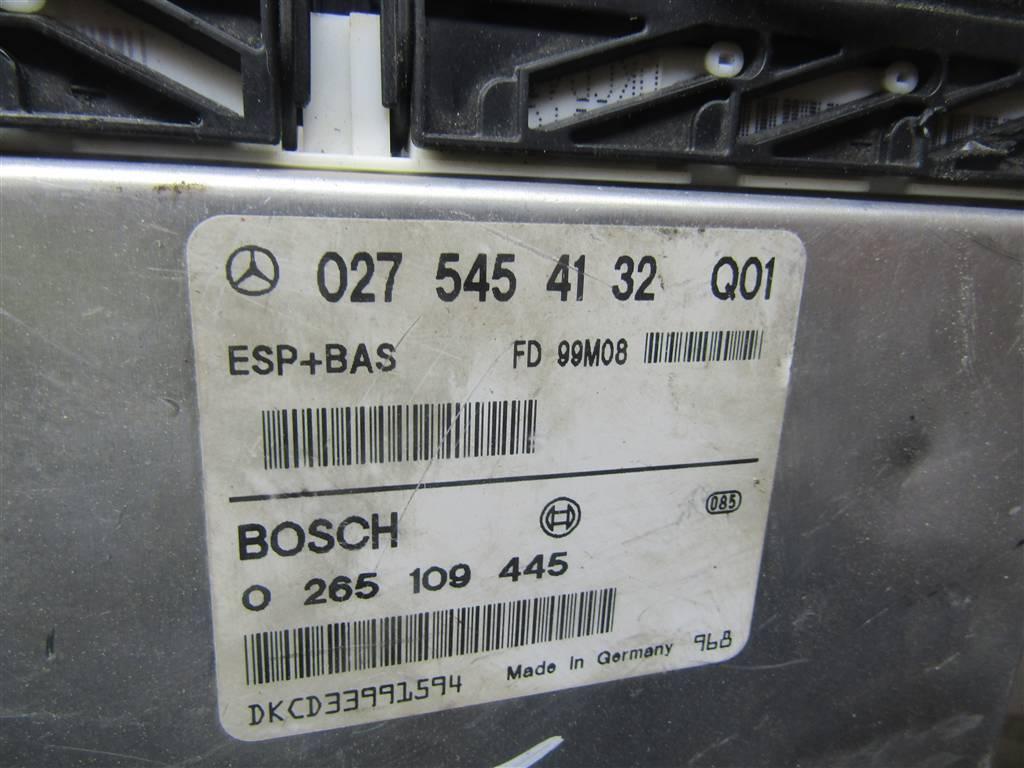 027 545 41 32 Q01
ESP+BAS FD 99M08
BOSCH 085
0 265 109 445
Made in Germany 968
DKCD33991594